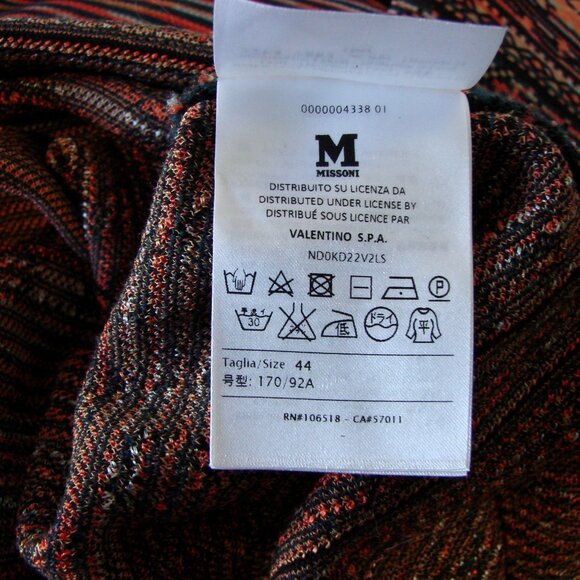 0000004338 01
M
MISSONI
DISTRIBUITO SU LICENZA DA
DISTRIBUTED UNDER LICENSE BY
DISTRIBUÉ SOUS LICENCE PAR
VALENTINO S.P.A.
ND0KD22V2LS
P
30 低 ドライ 平
Taglia/Size 44
号型: 170/92A
RN#106518 - CA#57011
-